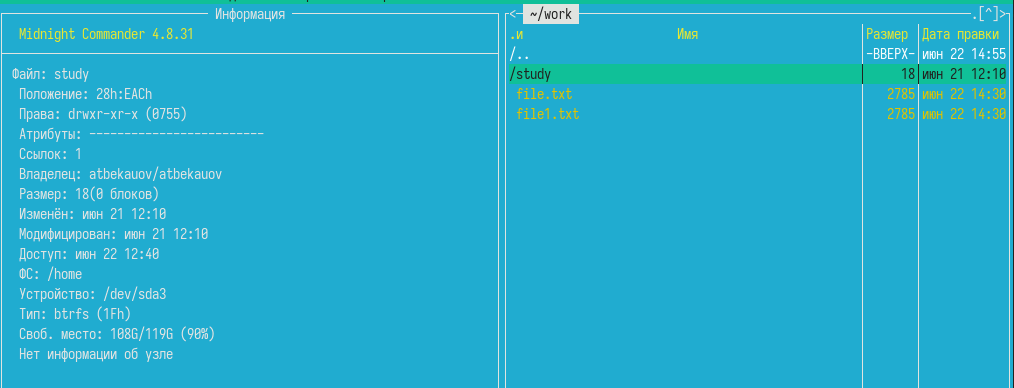 Информация
Midnight Commander 4.8.31
Файл: study
Положение: 28h:EACh
Права: drwxr-xr-x (0755)
Атрибуты: -------------------------
Ссылок: 1
Владелец: atbekauov/atbekauov
Размер: 18(0 блоков)
Изменён: июн 21 12:10
Модифицирован: июн 21 12:10
Доступ: июн 22 12:40
ФС: /home
Устройство: /dev/sda3
Тип: btrfs (1Fh)
Своб. место: 108G/119G (90%)
Нет информации об узле
<- ~/work .[^]>
.и Имя Размер Дата правки
/.. -ВВЕРХ- июн 22 14:55
/study 18 июн 21 12:10
file.txt 2785 июн 22 14:30
file1.txt 2785 июн 22 14:30